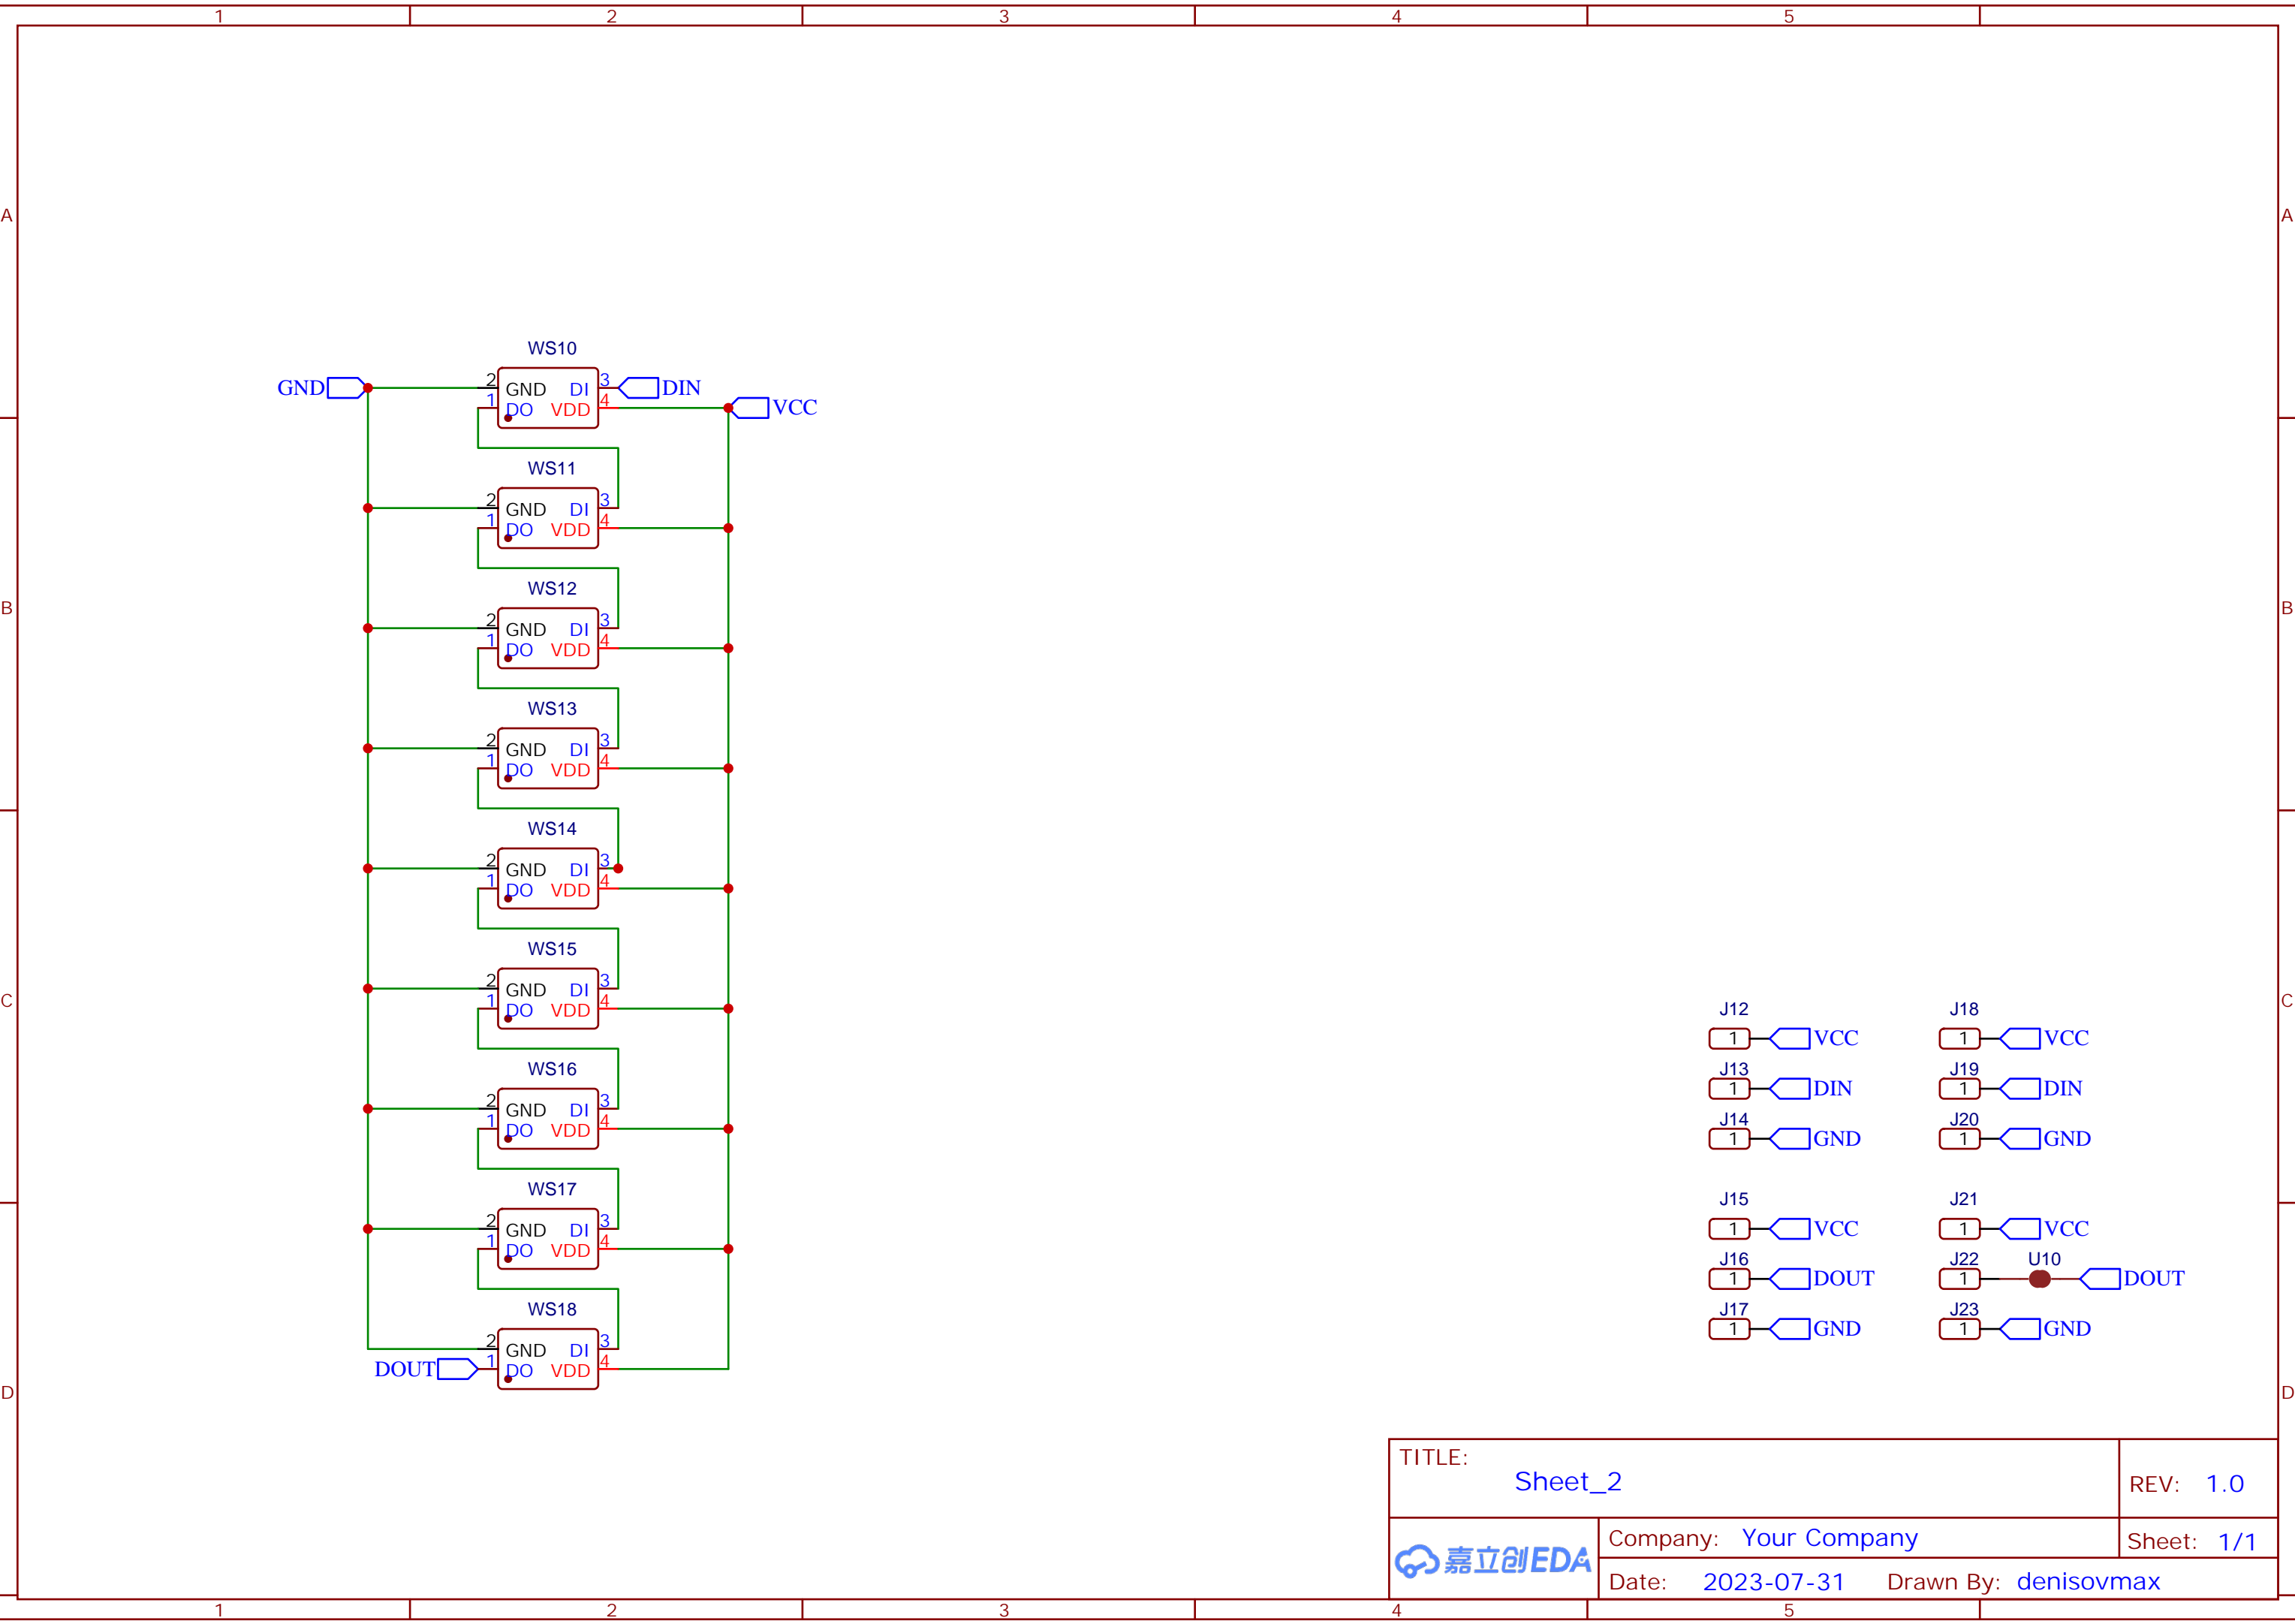 1 2 3 4 5
A A
WS10
GND 2 GND DI 3 DIN
1 DO VDD 4 VCC
B B
WS11
2 GND DI 3
1 DO VDD 4
WS12
2 GND DI 3
1 DO VDD 4
WS13
2 GND DI 3
1 DO VDD 4
WS14
2 GND DI 3
1 DO VDD 4
WS15
2 GND DI 3
1 DO VDD 4
C C
WS16
2 GND DI 3
1 DO VDD 4
WS17
2 GND DI 3
1 DO VDD 4
WS18
2 GND DI 3
DOUT 1 DO VDD 4
D D
J12 J18
1 VCC 1 VCC
J13 J19
1 DIN 1 DIN
J14 J20
1 GND 1 GND
J15 J21
1 VCC 1 VCC
J16 J22 U10
1 DOUT 1 DOUT
J17 J23
1 GND 1 GND
TITLE:
Sheet_2
REV: 1.0
嘉立创EDA
Company: Your Company
Sheet: 1/1
Date: 2023-07-31 Drawn By: denisovmax
1 2 3 4 5